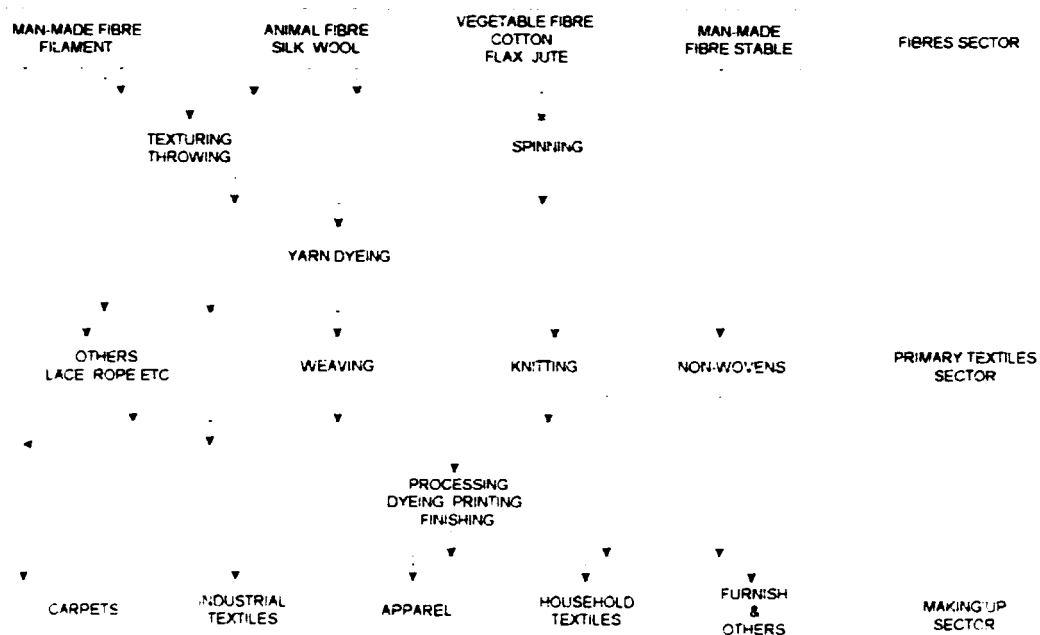 MAN-MADE FIBRE
FILAMENT
ANIMAL FIBRE
SILK WOOL
VEGETABLE FIBRE
COTTON
FLAX JUTE
MAN-MADE
FIBRE STABLE
FIBRES SECTOR
TEXTURING
THROWING
SPINNING
YARN DYEING
OTHERS
LACE ROPE ETC
WEAVING
KNITTING
NON-WOVENS
PRIMARY TEXTILES
SECTOR
PROCESSING
DYEING PRINTING
FINISHING
CARPETS
INDUSTRIAL
TEXTILES
APPAREL
HOUSEHOLD
TEXTILES
FURNISH
&
OTHERS
MAKING UP
SECTOR